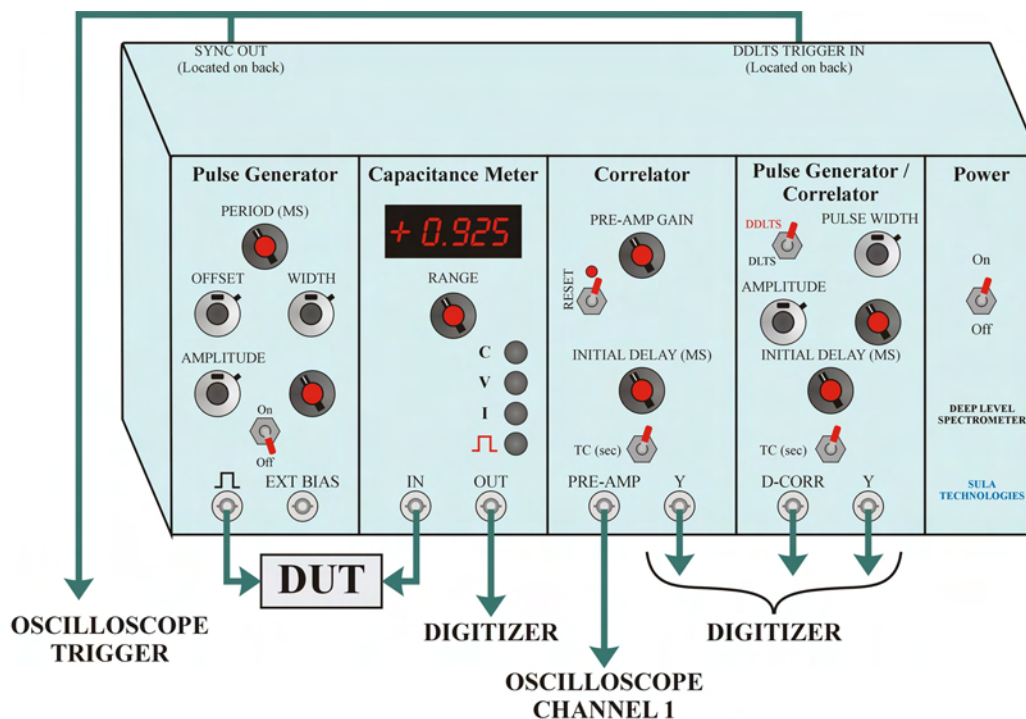 SYNC OUT
(Located on back)
DDLTS TRIGGER IN
(Located on back)
Pulse Generator
PERIOD (MS)
OFFSET
WIDTH
AMPLITUDE
On
Off
EXT BIAS
Capacitance Meter
+ 0.925
RANGE
C
V
I
IN
OUT
Correlator
PRE-AMP GAIN
RESET
INITIAL DELAY (MS)
TC (sec)
PRE-AMP
Y
Pulse Generator /
Correlator
DDLTS
PULSE WIDTH
DLTS
AMPLITUDE
INITIAL DELAY (MS)
TC (sec)
D-CORR
Y
Power
On
Off
DEEP LEVEL
SPECTROMETER
SULA
TECHNOLOGIES
DUT
OSCILLOSCOPE
TRIGGER
DIGITIZER
OSCILLOSCOPE
CHANNEL 1
DIGITIZER